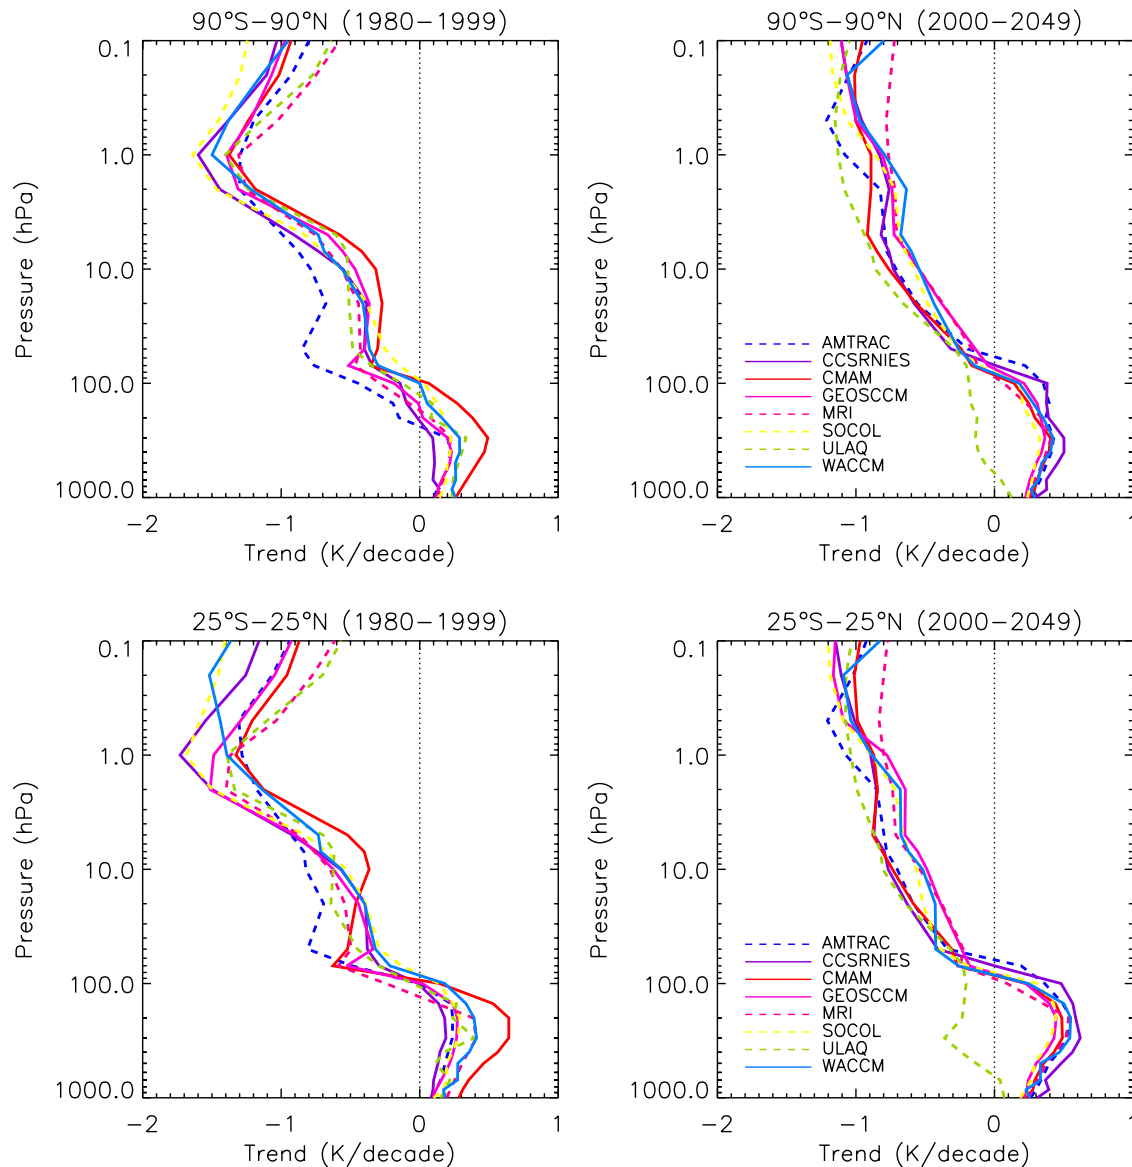 90°S−90°N (1980−1999)
0.1
1.0
10.0
100.0
1000.0
Pressure (hPa)
−2
−1
0
1
Trend (K/decade)
90°S−90°N (2000−2049)
0.1
1.0
10.0
100.0
1000.0
Pressure (hPa)
AMTRAC
CCSRNIES
CMAM
GEOSCCM
MRI
SOCOL
ULAQ
WACCM
−2
−1
0
1
Trend (K/decade)
25°S−25°N (1980−1999)
0.1
1.0
10.0
100.0
1000.0
Pressure (hPa)
−2
−1
0
1
Trend (K/decade)
25°S−25°N (2000−2049)
0.1
1.0
10.0
100.0
1000.0
Pressure (hPa)
AMTRAC
CCSRNIES
CMAM
GEOSCCM
MRI
SOCOL
ULAQ
WACCM
−2
−1
0
1
Trend (K/decade)